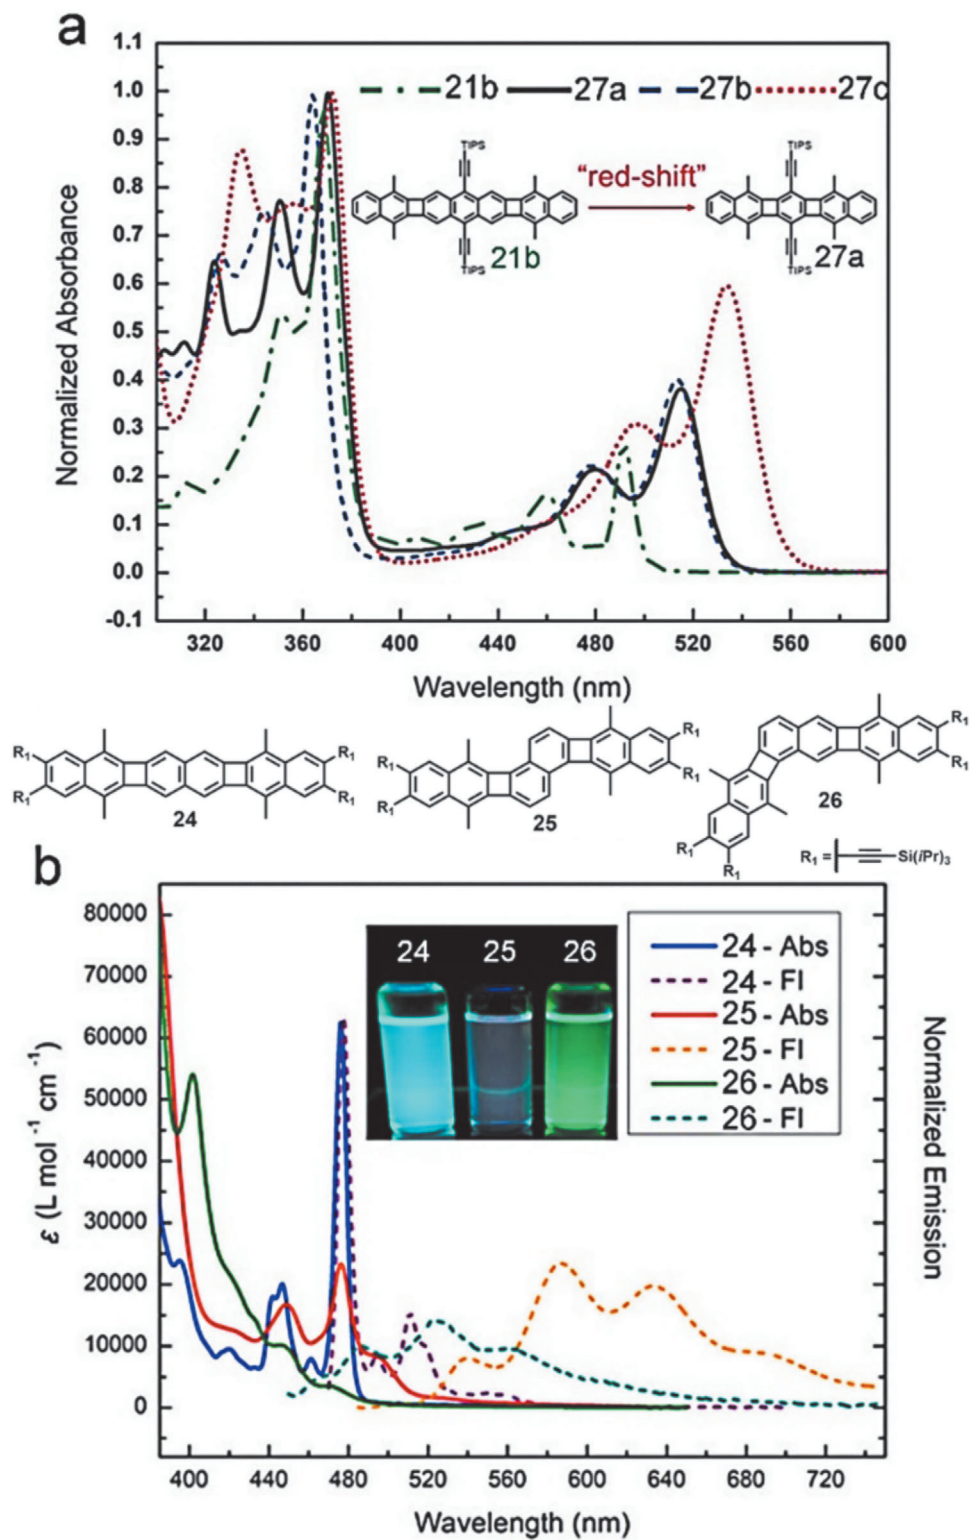 a
1.1
1.0
0.9
0.8
0.7
0.6
0.5
0.4
0.3
0.2
0.1
0.0
-0.1
Normalized Absorbance
21b 27a 27b 27c
TIPS
TIPS
"red-shift"
TIPS
TIPS
21b
27a
320 360 400 440 480 520 560 600
Wavelength (nm)
R1
R1
R1
R1
24
R1
R1
R1
R1
25
R1
R1
R1
R1
26
R1 = Si(iPr)3
b
80000
70000
60000
50000
40000
30000
20000
10000
0
ε (L mol -1 cm -1)
24 25 26
24 - Abs
24 - FI
25 - Abs
25 - FI
26 - Abs
26 - FI
Normalized Emission
400 440 480 520 560 600 640 680 720
Wavelength (nm)